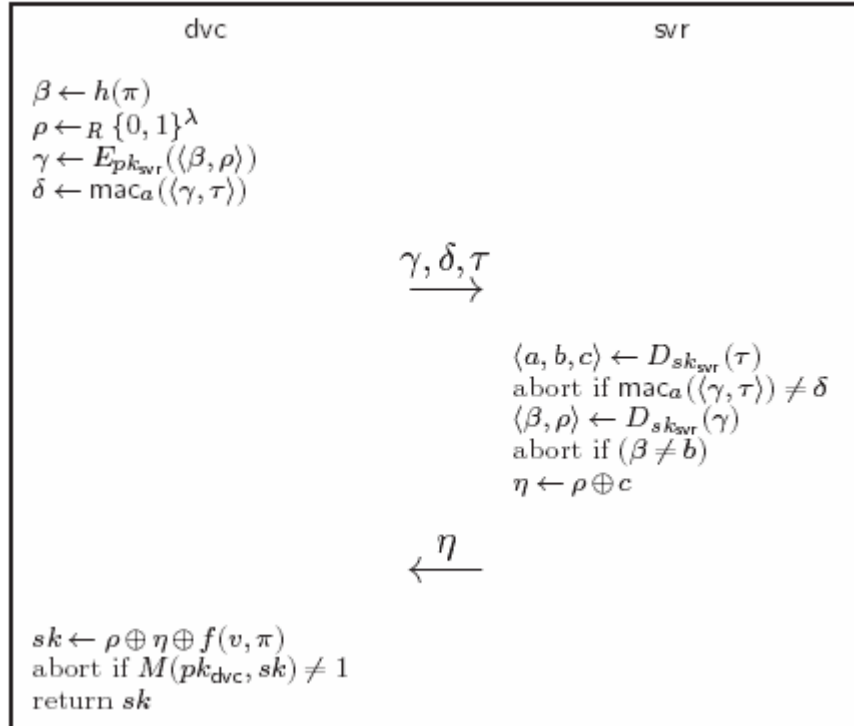 dvc svr
β ← h(π)
ρ ←_R {0, 1}^λ
γ ← E_{pk_svr}(⟨β, ρ⟩)
δ ← mac_a(⟨γ, τ⟩)
γ, δ, τ
→
⟨a, b, c⟩ ← D_{sk_svr}(τ)
abort if mac_a(⟨γ, τ⟩) ≠ δ
⟨β, ρ⟩ ← D_{sk_svr}(γ)
abort if (β ≠ b)
η ← ρ ⊕ c
η
←
sk ← ρ ⊕ η ⊕ f(v, π)
abort if M(pk_dvc, sk) ≠ 1
return sk